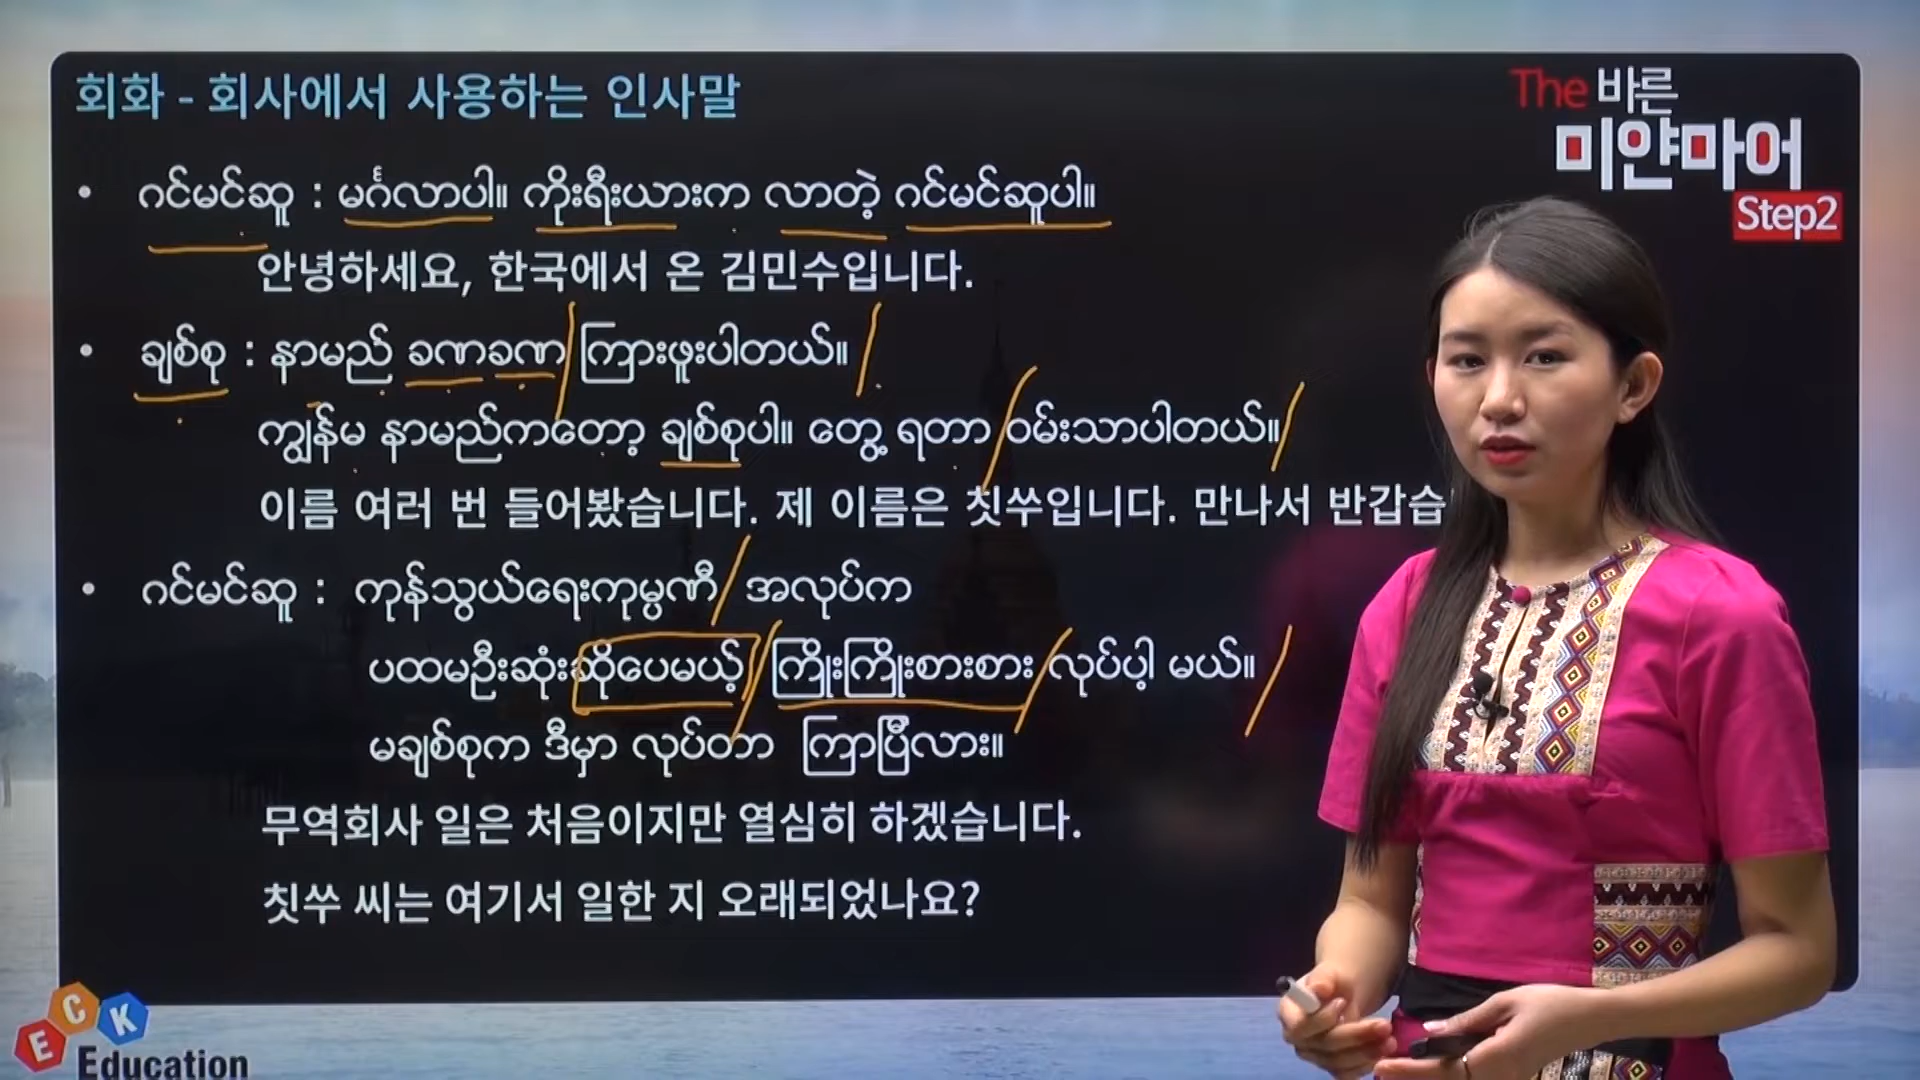 회화 - 회사에서 사용하는 인사말
The 바른
미얀마어
Step2
• ဂင်မင်ဆူ : မင်္ဂလာပါ။ ကိုးရီးယားက လာတဲ့ ဂင်မင်ဆူပါ။
안녕하세요, 한국에서 온 김민수입니다.
• ချစ်စု : နာမည် ခဏခဏ ကြားဖူးပါတယ်။
ကျွန်မ နာမည်ကတော့ ချစ်စုပါ။ တွေ့ ရတာ ဝမ်းသာပါတယ်။
이름 여러 번 들어봤습니다. 제 이름은 칫쑤입니다. 만나서 반갑습
• ဂင်မင်ဆူ : ကုန်သွယ်ရေးကုမ္ပဏီ အလုပ်က
ပထမဦးဆုံးဆိုပေမယ့် ကြိုးကြိုးစားစား လုပ်ပါ့ မယ်။
မချစ်စုက ဒီမှာ လုပ်တာ ကြာပြီလား။
무역회사 일은 처음이지만 열심히 하겠습니다.
칫쑤 씨는 여기서 일한 지 오래되었나요?
ECK
Education